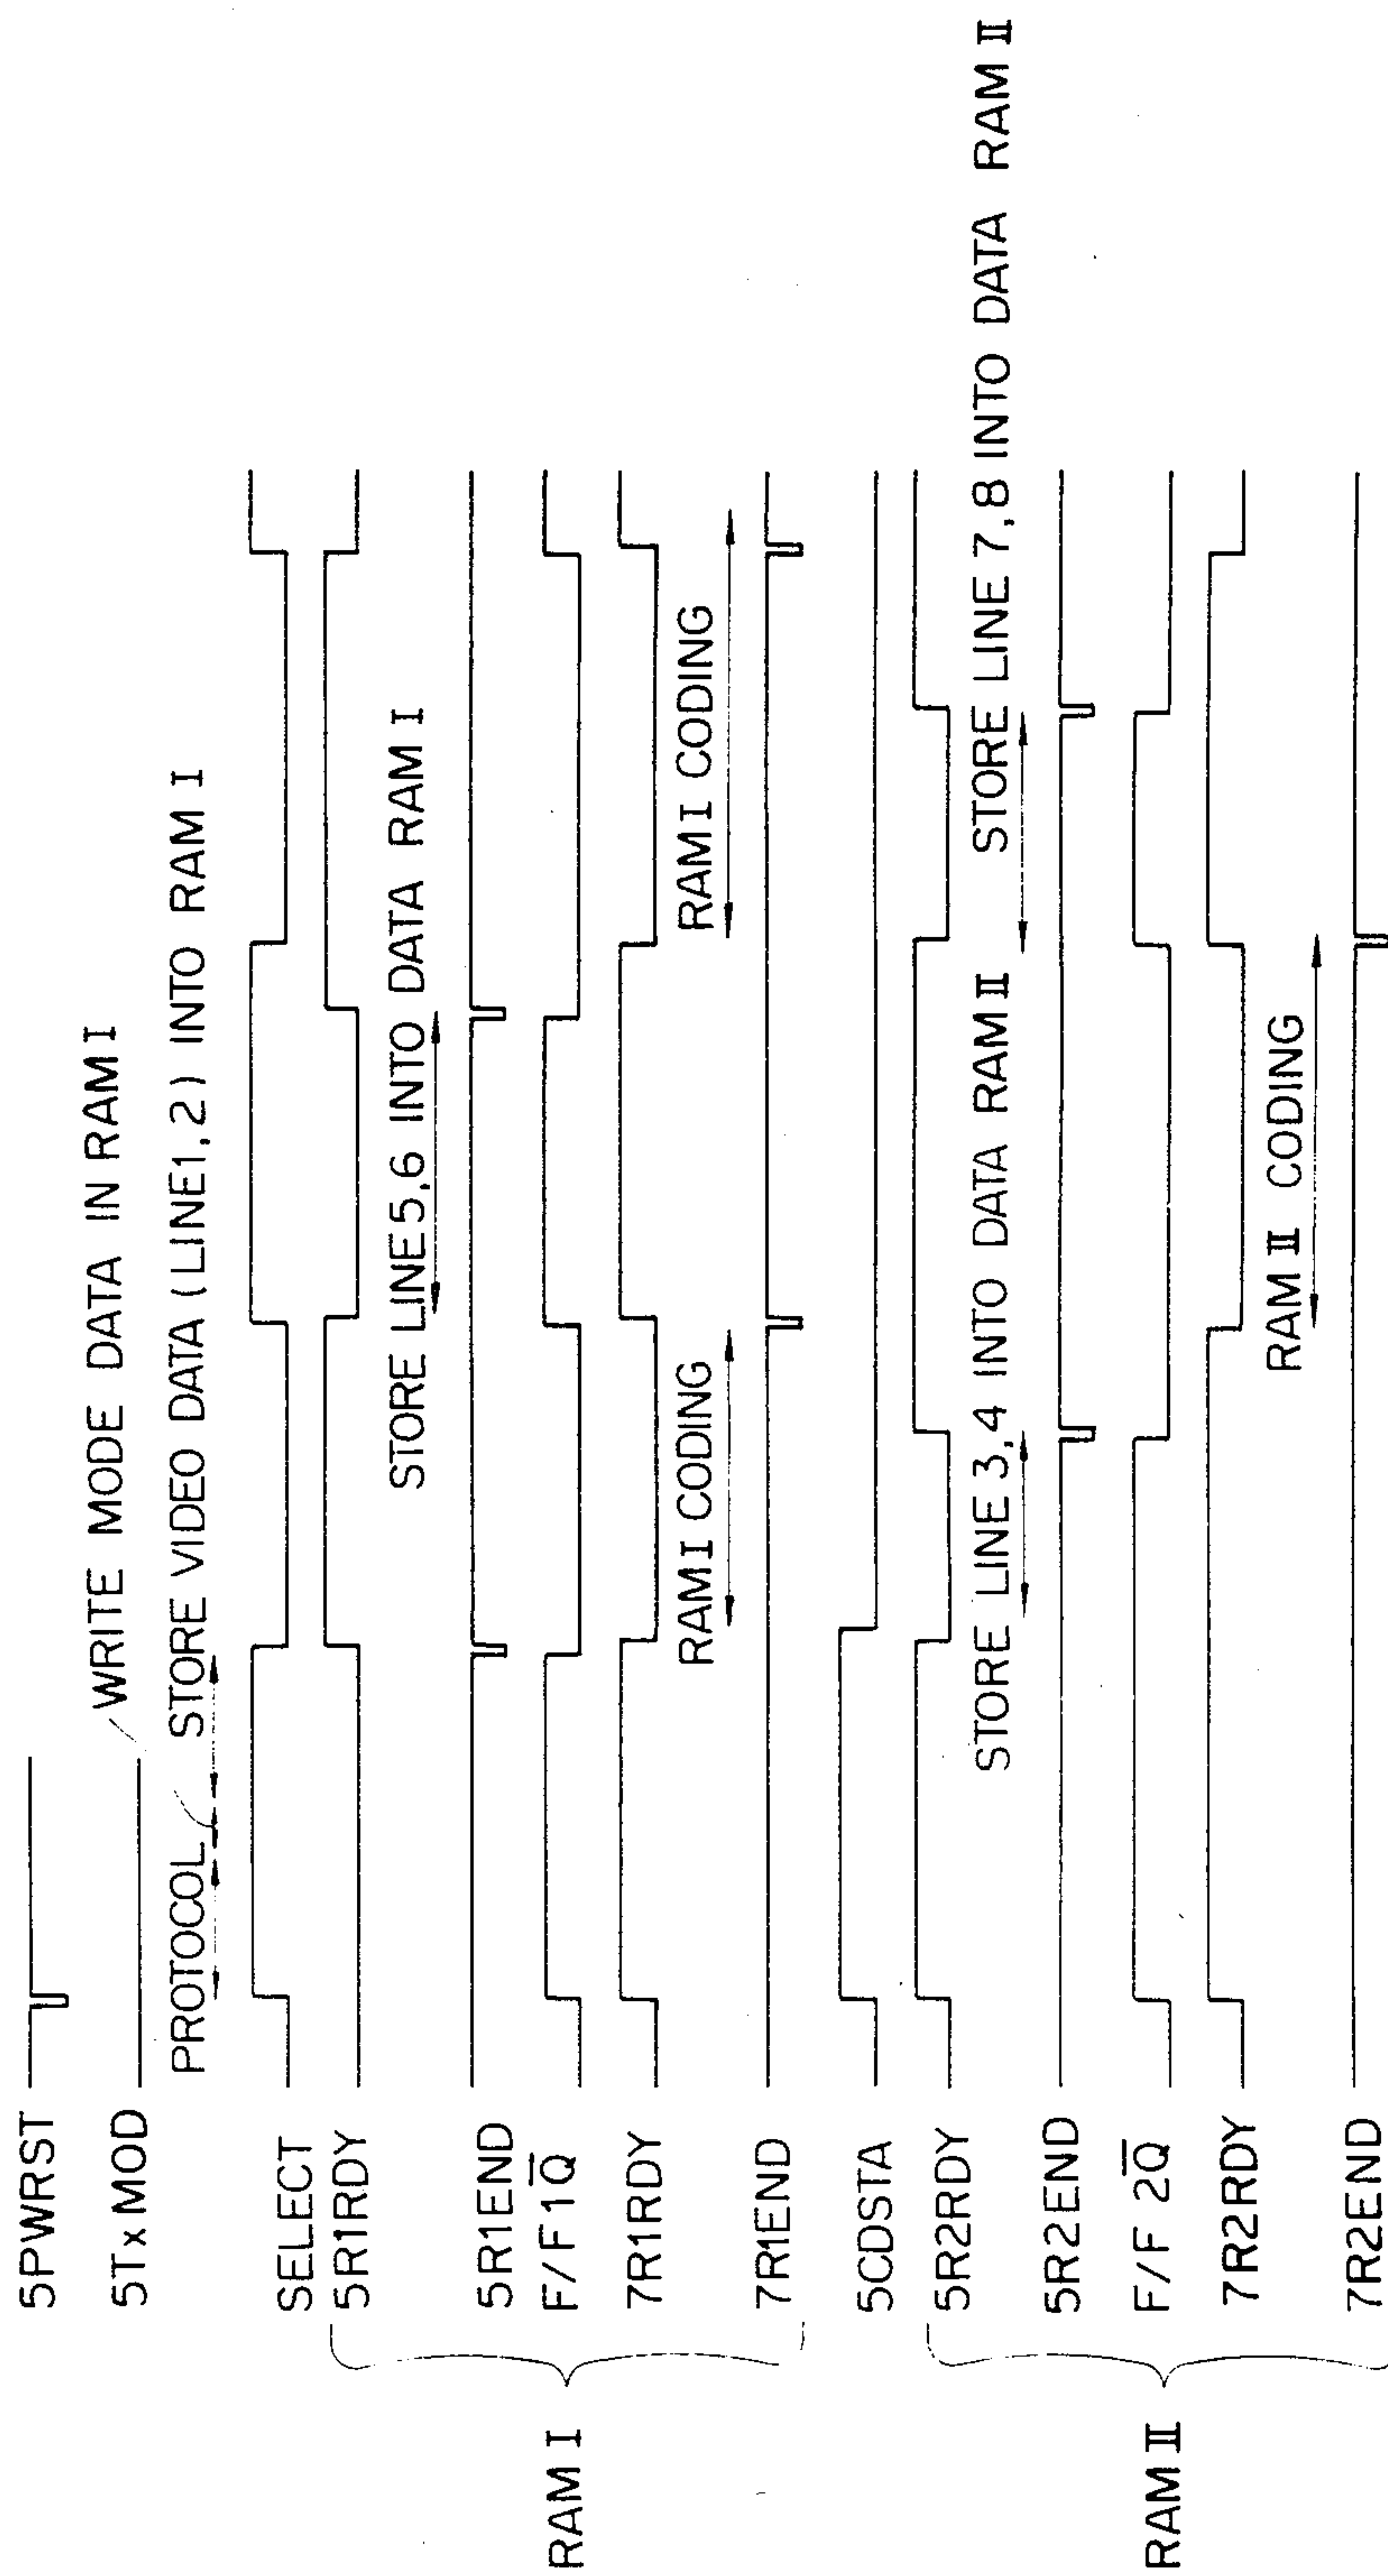 5PWRST
5TxMOD
WRITE MODE DATA IN RAM I
PROTOCOL
STORE VIDEO DATA (LINE1,2) INTO RAM I
SELECT
RAM I
5R1RDY
STORE LINE5,6 INTO DATA RAM I
5R1END
F/F1Q̅
7R1RDY
RAM I CODING
RAM I CODING
7R1END
5CDSTA
RAM II
5R2RDY
STORE LINE 3,4 INTO DATA RAM II
STORE LINE 7,8 INTO DATA RAM II
5R2END
F/F 2Q̅
7R2RDY
RAM II CODING
7R2END